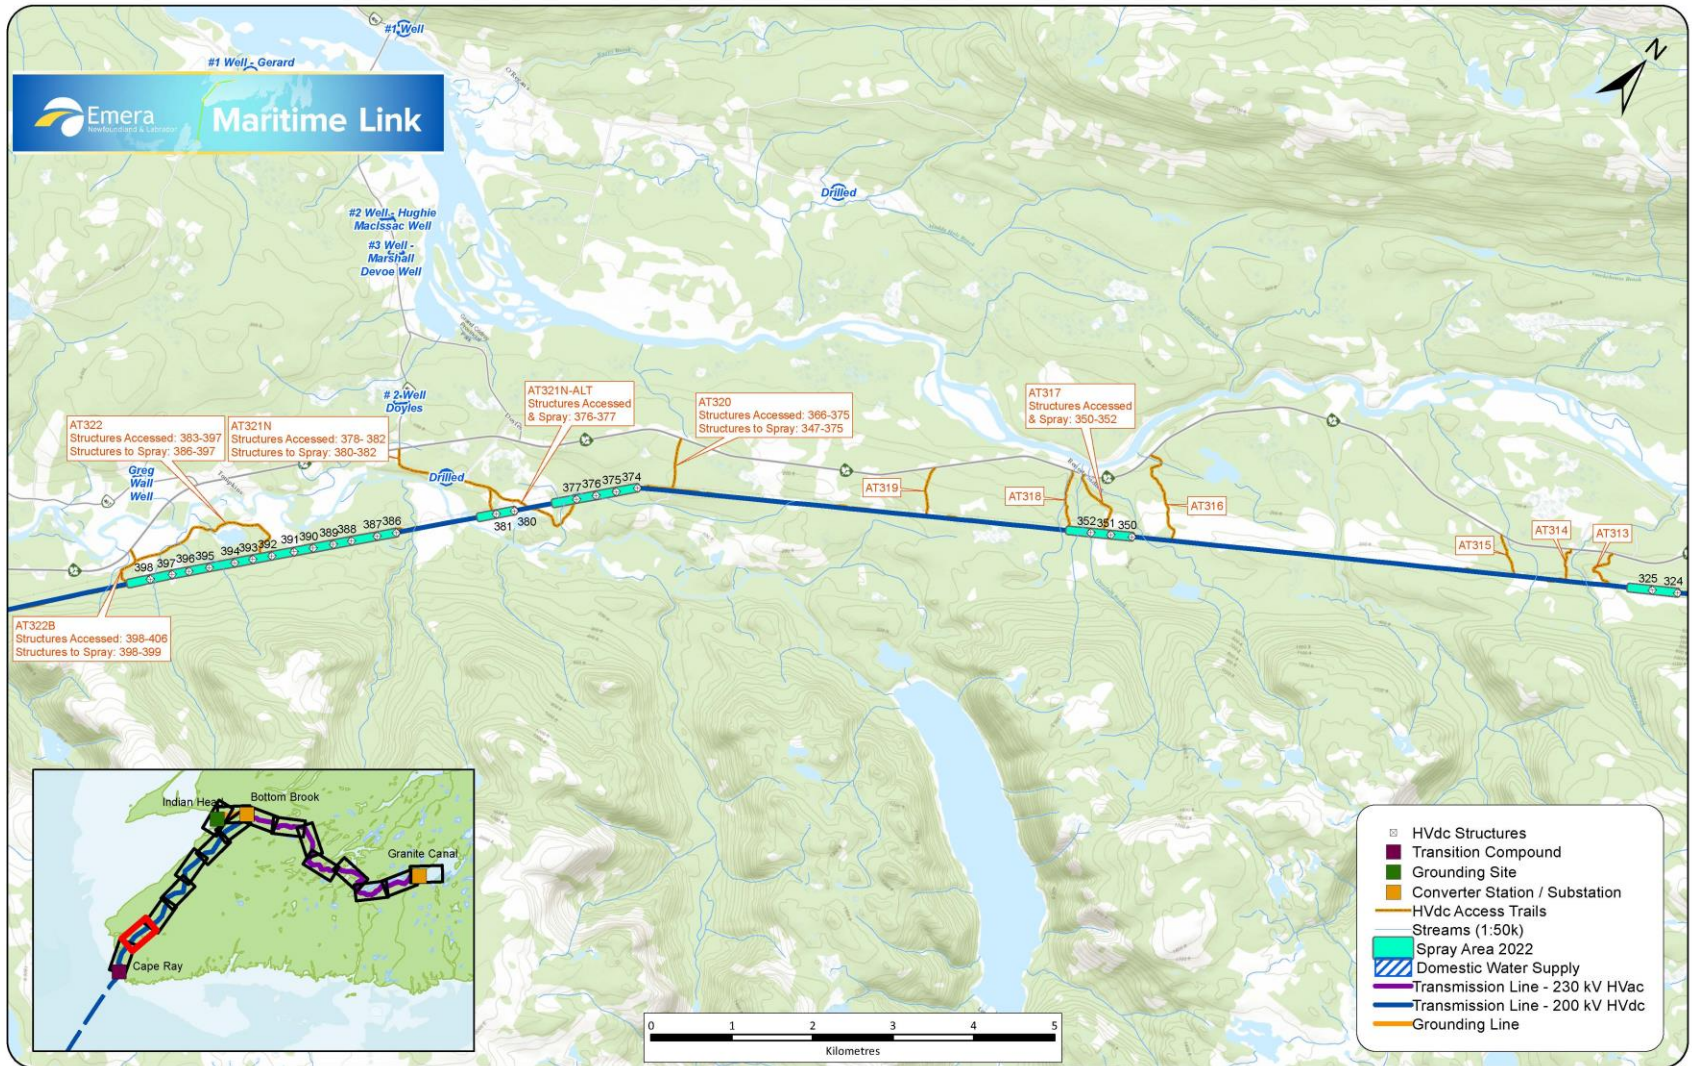 #1 Well
#1 Well - Gerard
N
Emera
Newfoundland & Labrador
Maritime Link
Drilled
#2 Well - Hughie
MacIssac Well
#3 Well -
Marshall
Devoe Well
Grand Codroy
Provincial
Park
# 2 Well
Doyles
AT321N-ALT
Structures Accessed
& Spray: 376-377
AT320
Structures Accessed: 366-375
Structures to Spray: 347-375
AT317
Structures Accessed
& Spray: 350-352
AT322
Structures Accessed: 383-397
Structures to Spray: 386-397
AT321N
Structures Accessed: 378- 382
Structures to Spray: 380-382
Greg
Wall
Well
Tompkins
Drilled
AT319
AT318
AT316
AT315
AT314
AT313
398
397
396
395
394
393
392
391
390
389
388
387
386
381
380
377
376
375
374
352
351
350
325
324
AT322B
Structures Accessed: 398-406
Structures to Spray: 398-399
Indian Head
Bottom Brook
Granite Canal
Cape Ray
0 1 2 3 4 5
Kilometres
HVdc Structures
Transition Compound
Grounding Site
Converter Station / Substation
HVdc Access Trails
Streams (1:50k)
Spray Area 2022
Domestic Water Supply
Transmission Line - 230 kV HVac
Transmission Line - 200 kV HVdc
Grounding Line